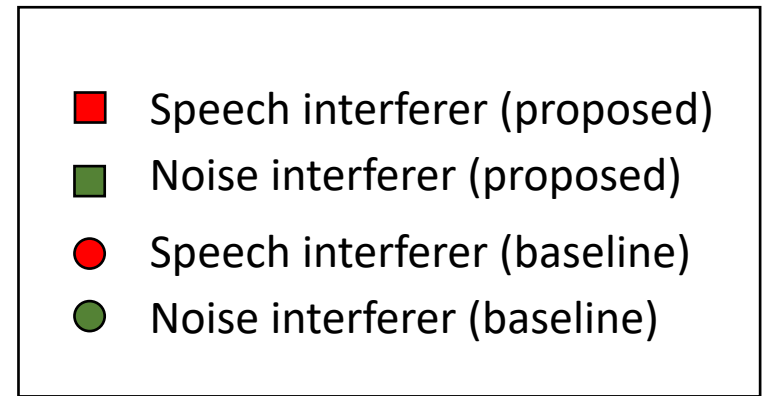 Speech interferer (proposed)
Noise interferer (proposed)
Speech interferer (baseline)
Noise interferer (baseline)